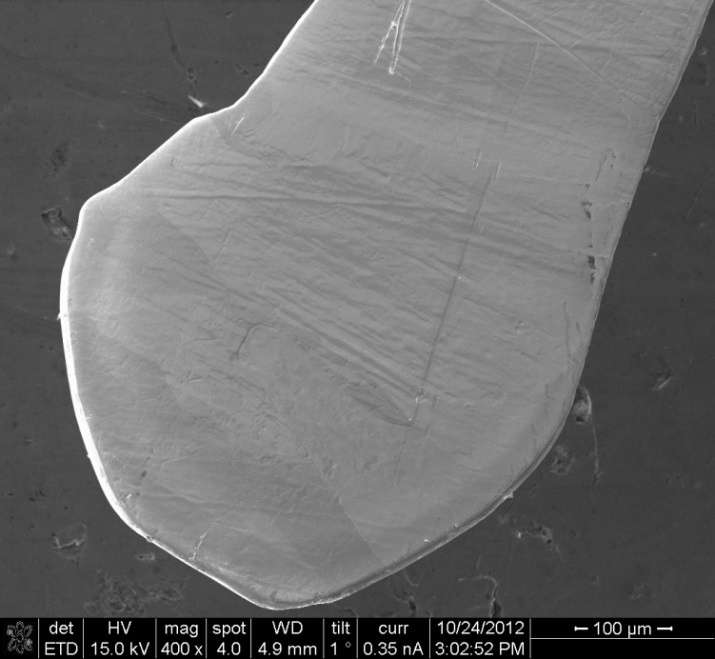 det HV mag spot WD tilt curr 10/24/2012
ETD 15.0 kV 400 x 4.0 4.9 mm 1 ° 0.35 nA 3:02:52 PM
100 µm